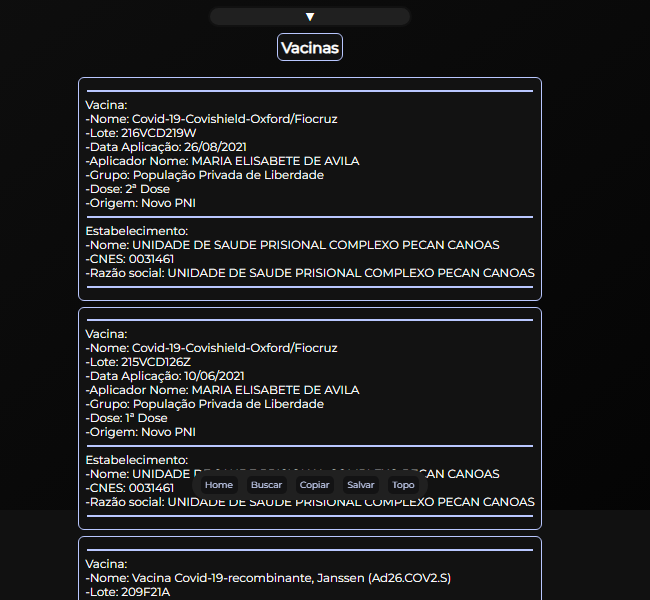 ▼
Vacinas
Vacina:
-Nome: Covid-19-Covishield-Oxford/Fiocruz
-Lote: 216VCD219W
-Data Aplicação: 26/08/2021
-Aplicador Nome: MARIA ELISABETE DE AVILA
-Grupo: População Privada de Liberdade
-Dose: 2ª Dose
-Origem: Novo PNI
Estabelecimento:
-Nome: UNIDADE DE SAUDE PRISIONAL COMPLEXO PECAN CANOAS
-CNES: 0031461
-Razão social: UNIDADE DE SAUDE PRISIONAL COMPLEXO PECAN CANOAS
Vacina:
-Nome: Covid-19-Covishield-Oxford/Fiocruz
-Lote: 215VCD126Z
-Data Aplicação: 10/06/2021
-Aplicador Nome: MARIA ELISABETE DE AVILA
-Grupo: População Privada de Liberdade
-Dose: 1ª Dose
-Origem: Novo PNI
Estabelecimento:
-Nome: UNIDADE DE SAUDE PRISIONAL COMPLEXO PECAN CANOAS
-CNES: 0031461
Home Buscar Copiar Salvar Topo
-Razão social: UNIDADE DE SAUDE PRISIONAL COMPLEXO PECAN CANOAS
Vacina:
-Nome: Vacina Covid-19-recombinante, Janssen (Ad26.COV2.S)
-Lote: 209F21A